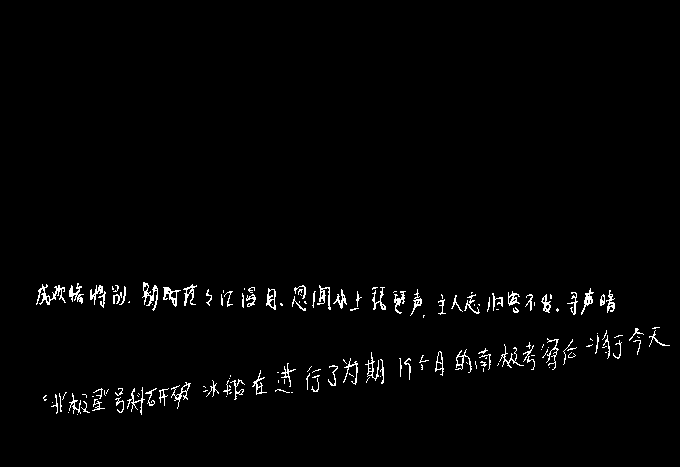 成欢惨将别,别时茫々江浸月。忽闻水上琵琶声,主人忘归客不发。寻声暗
“北极星”号科研破冰船在进行了为期19个月的南极考察后将于今天